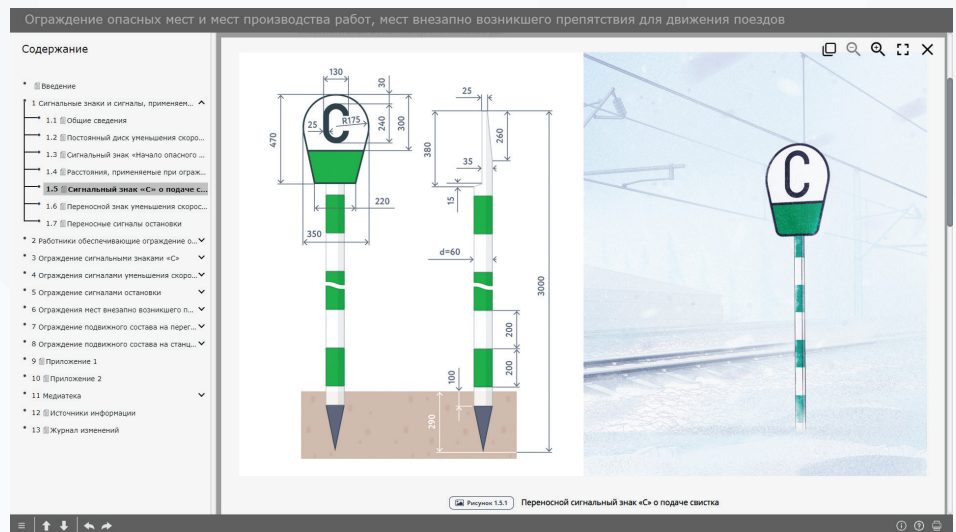 Ограждение опасных мест и мест производства работ, мест внезапно возникшего препятствия для движения поездов
Содержание
Введение
1 Сигнальные знаки и сигналы, применяем...
1.1 Общие сведения
1.2 Постоянный диск уменьшения скоро...
1.3 Сигнальный знак «Начало опасного ...
1.4 Расстояния, применяемые при ограж...
1.5 Сигнальный знак «С» о подаче с...
1.6 Переносной знак уменьшения скорос...
1.7 Переносные сигналы остановки
2 Работники обеспечивающие ограждение о...
3 Ограждение сигнальными знаками «С»
4 Ограждения сигналами уменьшения скоро...
5 Ограждение сигналами остановки
6 Ограждения мест внезапно возникшего п...
7 Ограждение подвижного состава на перег...
8 Ограждение подвижного состава на станц...
9 Приложение 1
10 Приложение 2
11 Медиатека
12 Источники информации
13 Журнал изменений
130
30
С
25
R175
240
300
470
220
350
25
260
380
35
15
d=60
3000
200
200
100
290
С
Рисунок 1.5.1 Переносной сигнальный знак «С» о подаче свистка